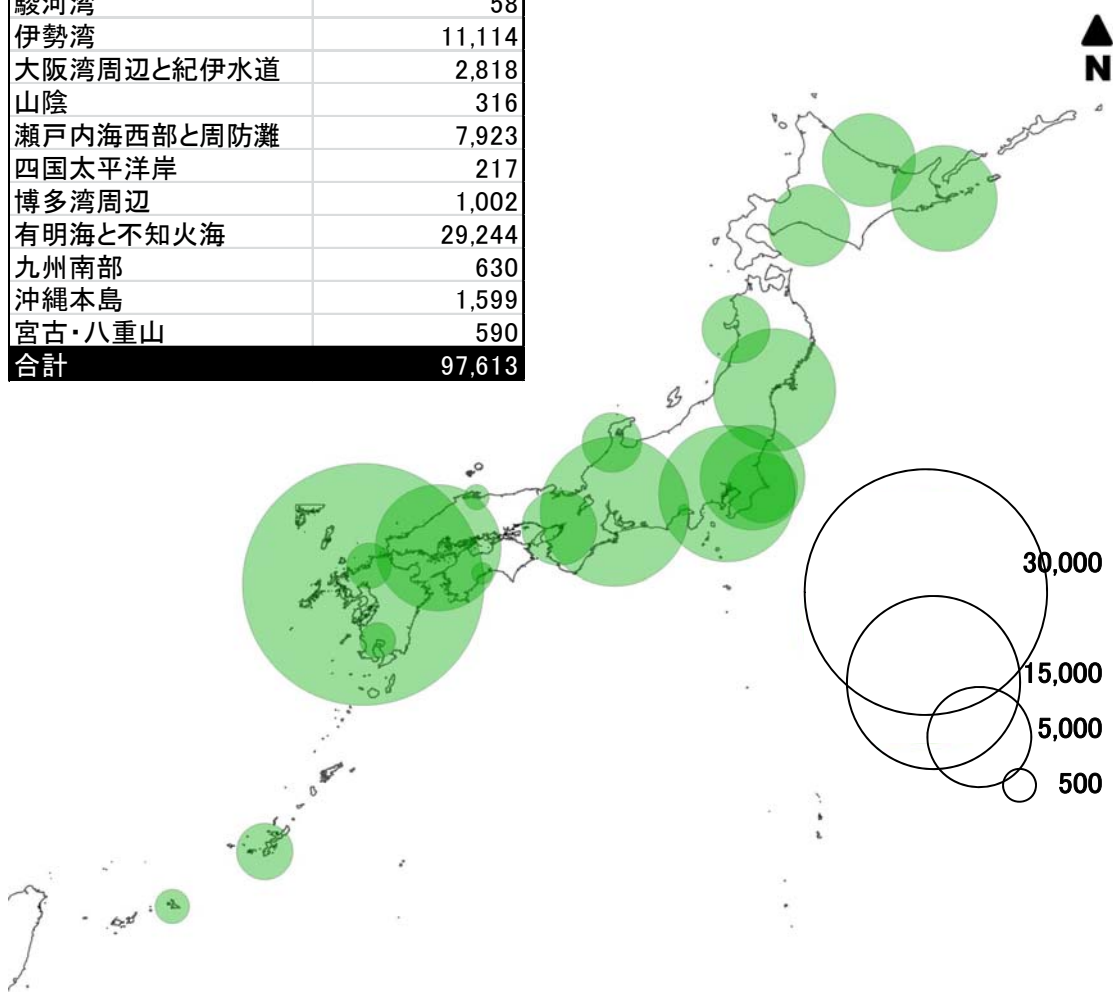 駿河湾 58
伊勢湾 11,114
大阪湾周辺と紀伊水道 2,818
山陰 316
瀬戸内海西部と周防灘 7,923
四国太平洋岸 217
博多湾周辺 1,002
有明海と不知火海 29,244
九州南部 630
沖縄本島 1,599
宮古・八重山 590
合計 97,613
N
30,000
15,000
5,000
500